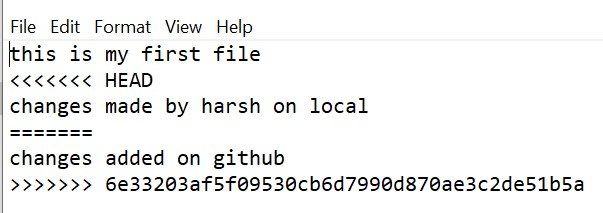 File Edit Format View Help
this is my first file
<<<<<<< HEAD
changes made by harsh on local
=======
changes added on github
>>>>>>> 6e33203af5f09530cb6d7990d870ae3c2de51b5a